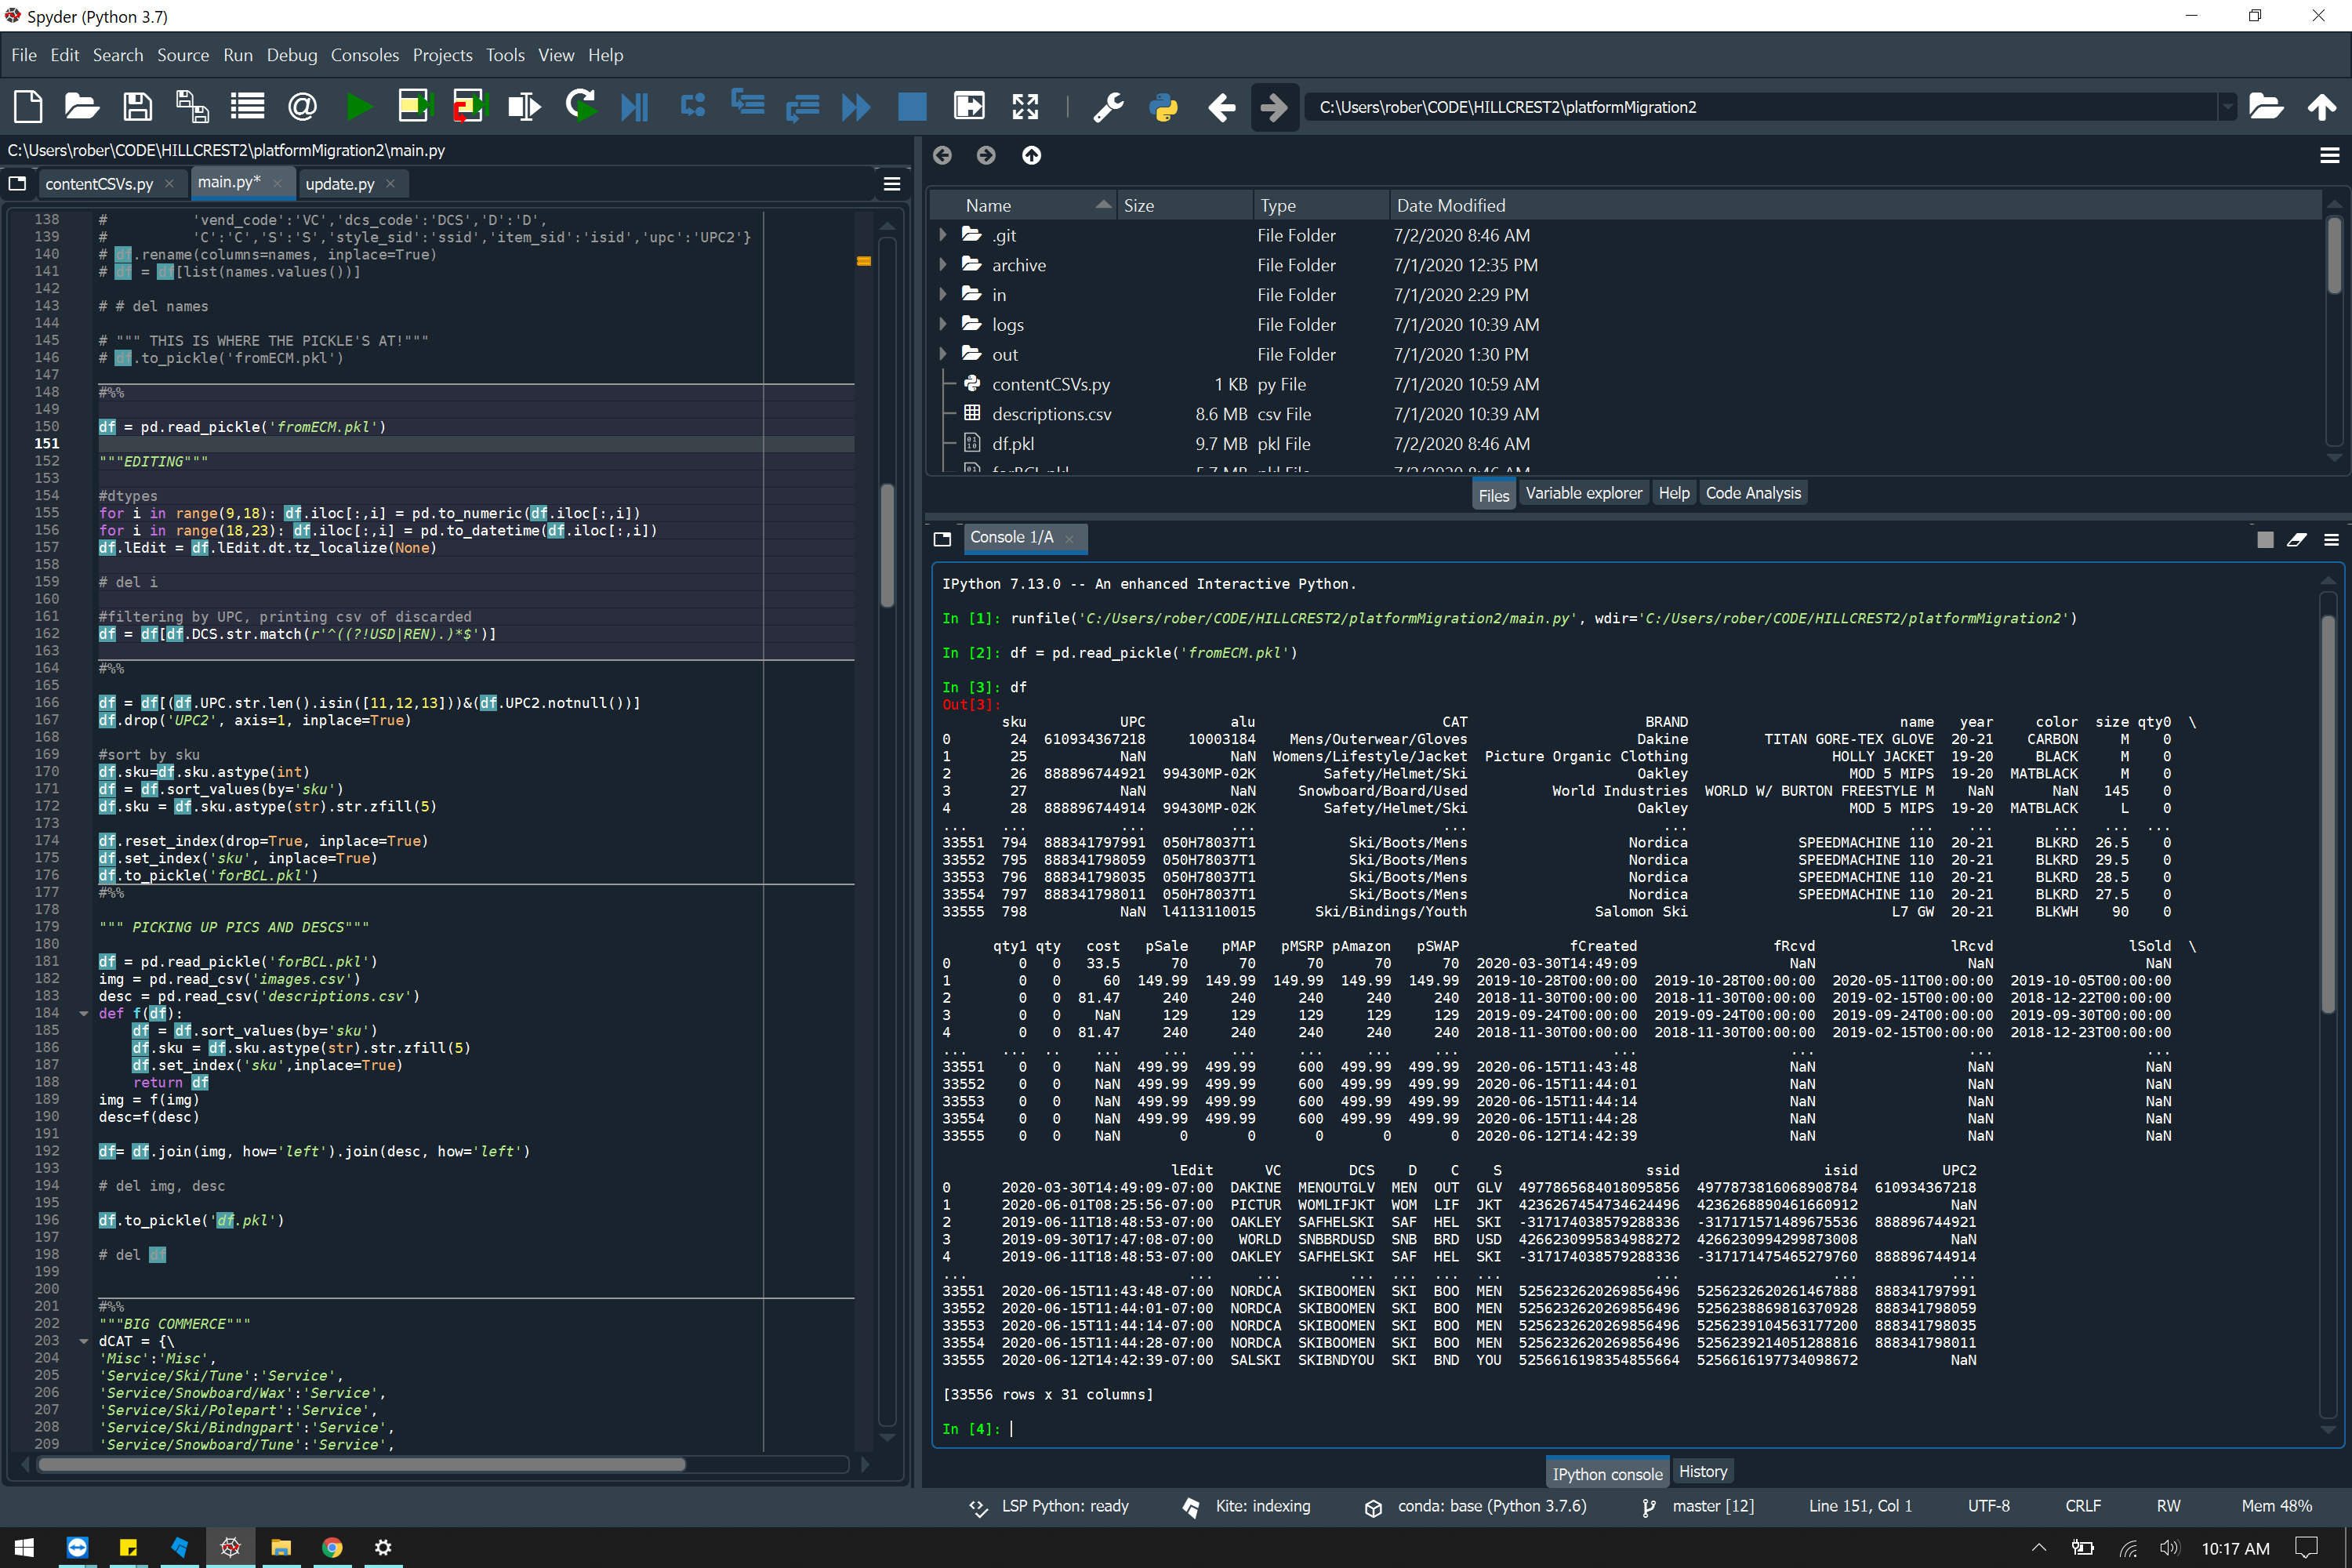 Spyder (Python 3.7)
File Edit Search Source Run Debug Consoles Projects Tools View Help
C:\Users\rober\CODE\HILLCREST2\platformMigration2
C:\Users\rober\CODE\HILLCREST2\platformMigration2\main.py
contentCSVs.py main.py* update.py
138 # 'vend_code':'VC','dcs_code':'DCS','D':'D',
139 # 'C':'C','S':'S','style_sid':'ssid','item_sid':'isid','upc':'UPC2'}
140 # df.rename(columns=names, inplace=True)
141 # df = df[list(names.values())]
142
143 # # del names
144
145 # """ THIS IS WHERE THE PICKLE'S AT!"""
146 # df.to_pickle('fromECM.pkl')
147
148 #%%
149
150 df = pd.read_pickle('fromECM.pkl')
151
152 """EDITING"""
153
154 #dtypes
155 for i in range(9,18): df.iloc[:,i] = pd.to_numeric(df.iloc[:,i])
156 for i in range(18,23): df.iloc[:,i] = pd.to_datetime(df.iloc[:,i])
157 df.lEdit = df.lEdit.dt.tz_localize(None)
158
159 # del i
160
161 #filtering by UPC, printing csv of discarded
162 df = df[df.DCS.str.match(r'^((?!USD|REN).)*$')]
163
164 #%%
165
166 df = df[(df.UPC.str.len().isin([11,12,13]))&(df.UPC2.notnull())]
167 df.drop('UPC2', axis=1, inplace=True)
168
169 #sort by sku
170 df.sku=df.sku.astype(int)
171 df = df.sort_values(by='sku')
172 df.sku = df.sku.astype(str).str.zfill(5)
173
174 df.reset_index(drop=True, inplace=True)
175 df.set_index('sku', inplace=True)
176 df.to_pickle('forBCL.pkl')
177 #%%
178
179 """ PICKING UP PICS AND DESCS"""
180
181 df = pd.read_pickle('forBCL.pkl')
182 img = pd.read_csv('images.csv')
183 desc = pd.read_csv('descriptions.csv')
184 def f(df):
185 df = df.sort_values(by='sku')
186 df.sku = df.sku.astype(str).str.zfill(5)
187 df.set_index('sku',inplace=True)
188 return df
189 img = f(img)
190 desc=f(desc)
191
192 df= df.join(img, how='left').join(desc, how='left')
193
194 # del img, desc
195
196 df.to_pickle('df.pkl')
197
198 # del df
199
200
201 #%%
202 """BIG COMMERCE"""
203 dCAT = {\
204 'Misc':'Misc',
205 'Service/Ski/Tune':'Service',
206 'Service/Snowboard/Wax':'Service',
207 'Service/Ski/Polepart':'Service',
208 'Service/Ski/Bindngpart':'Service',
209 'Service/Snowboard/Tune':'Service',
Name Size Type Date Modified
.git File Folder 7/2/2020 8:46 AM
archive File Folder 7/1/2020 12:35 PM
in File Folder 7/1/2020 2:29 PM
logs File Folder 7/1/2020 10:39 AM
out File Folder 7/1/2020 1:30 PM
contentCSVs.py 1 KB py File 7/1/2020 10:59 AM
descriptions.csv 8.6 MB csv File 7/1/2020 10:39 AM
df.pkl 9.7 MB pkl File 7/2/2020 8:46 AM
forBCL.pkl 5.7 MB pkl File 7/2/2020 8:46 AM
Files Variable explorer Help Code Analysis
Console 1/A
IPython 7.13.0 -- An enhanced Interactive Python.
In [1]: runfile('C:/Users/rober/CODE/HILLCREST2/platformMigration2/main.py', wdir='C:/Users/rober/CODE/HILLCREST2/platformMigration2')
In [2]: df = pd.read_pickle('fromECM.pkl')
In [3]: df
Out[3]:
sku UPC alu CAT BRAND name year color size qty0 \
0 24 610934367218 10003184 Mens/Outerwear/Gloves Dakine TITAN GORE-TEX GLOVE 20-21 CARBON M 0
1 25 NaN NaN Womens/Lifestyle/Jacket Picture Organic Clothing HOLLY JACKET 19-20 BLACK M 0
2 26 888896744921 99430MP-02K Safety/Helmet/Ski Oakley MOD 5 MIPS 19-20 MATBLACK M 0
3 27 NaN NaN Snowboard/Board/Used World Industries WORLD W/ BURTON FREESTYLE M NaN NaN 145 0
4 28 888896744914 99430MP-02K Safety/Helmet/Ski Oakley MOD 5 MIPS 19-20 MATBLACK L 0
... ... ... ... ... ... ... ... ... ... ...
33551 794 888341797991 050H78037T1 Ski/Boots/Mens Nordica SPEEDMACHINE 110 20-21 BLKRD 26.5 0
33552 795 888341798059 050H78037T1 Ski/Boots/Mens Nordica SPEEDMACHINE 110 20-21 BLKRD 29.5 0
33553 796 888341798035 050H78037T1 Ski/Boots/Mens Nordica SPEEDMACHINE 110 20-21 BLKRD 28.5 0
33554 797 888341798011 050H78037T1 Ski/Boots/Mens Nordica SPEEDMACHINE 110 20-21 BLKRD 27.5 0
33555 798 NaN l4113110015 Ski/Bindings/Youth Salomon Ski L7 GW 20-21 BLKWH 90 0
qty1 qty cost pSale pMAP pMSRP pAmazon pSWAP fCreated fRcvd lRcvd lSold \
0 0 0 33.5 70 70 70 70 70 2020-03-30T14:49:09 NaN NaN NaN
1 0 0 60 149.99 149.99 149.99 149.99 149.99 2019-10-28T00:00:00 2019-10-28T00:00:00 2020-05-11T00:00:00 2019-10-05T00:00:00
2 0 0 81.47 240 240 240 240 240 2018-11-30T00:00:00 2018-11-30T00:00:00 2019-02-15T00:00:00 2018-12-22T00:00:00
3 0 0 NaN 129 129 129 129 129 2019-09-24T00:00:00 2019-09-24T00:00:00 2019-09-24T00:00:00 2019-09-30T00:00:00
4 0 0 81.47 240 240 240 240 240 2018-11-30T00:00:00 2018-11-30T00:00:00 2019-02-15T00:00:00 2018-12-23T00:00:00
... ... .. ... ... ... ... ... ... ... ... ... ...
33551 0 0 NaN 499.99 499.99 600 499.99 499.99 2020-06-15T11:43:48 NaN NaN NaN
33552 0 0 NaN 499.99 499.99 600 499.99 499.99 2020-06-15T11:44:01 NaN NaN NaN
33553 0 0 NaN 499.99 499.99 600 499.99 499.99 2020-06-15T11:44:14 NaN NaN NaN
33554 0 0 NaN 499.99 499.99 600 499.99 499.99 2020-06-15T11:44:28 NaN NaN NaN
33555 0 0 NaN 0 0 0 0 0 2020-06-12T14:42:39 NaN NaN NaN
lEdit VC DCS D C S ssid isid UPC2
0 2020-03-30T14:49:09-07:00 DAKINE MENOUTGLV MEN OUT GLV 4977865684018095856 4977873816068908784 610934367218
1 2020-06-01T08:25:56-07:00 PICTUR WOMLIFJKT WOM LIF JKT 4236267454734624496 4236268890461660912 NaN
2 2019-06-11T18:48:53-07:00 OAKLEY SAFHELSKI SAF HEL SKI -317174038579288336 -317171571489675536 888896744921
3 2019-09-30T17:47:08-07:00 WORLD SNBBRDUSD SNB BRD USD 4266230995834988272 4266230994299873008 NaN
4 2019-06-11T18:48:53-07:00 OAKLEY SAFHELSKI SAF HEL SKI -317174038579288336 -317171475465279760 888896744914
... ... ... ... ... ... ... ... ... ...
33551 2020-06-15T11:43:48-07:00 NORDCA SKIBOOMEN SKI BOO MEN 5256232620269856496 5256232620261467888 888341797991
33552 2020-06-15T11:44:01-07:00 NORDCA SKIBOOMEN SKI BOO MEN 5256232620269856496 5256238869816370928 888341798059
33553 2020-06-15T11:44:14-07:00 NORDCA SKIBOOMEN SKI BOO MEN 5256232620269856496 5256239104563177200 888341798035
33554 2020-06-15T11:44:28-07:00 NORDCA SKIBOOMEN SKI BOO MEN 5256232620269856496 5256239214051288816 888341798011
33555 2020-06-12T14:42:39-07:00 SALSKI SKIBNDYOU SKI BND YOU 5256616198354855664 5256616197734098672 NaN
[33556 rows x 31 columns]
In [4]:
IPython console History
LSP Python: ready Kite: indexing conda: base (Python 3.7.6) master [12] Line 151, Col 1 UTF-8 CRLF RW Mem 48%
10:17 AM